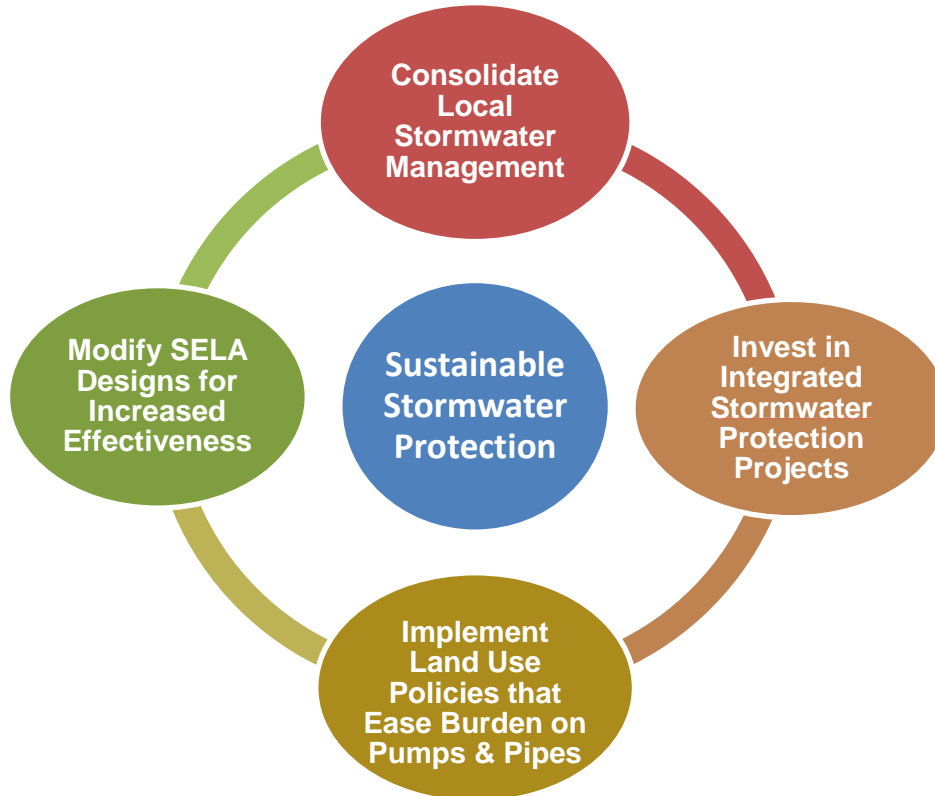 Consolidate
Local
Stormwater
Management
Modify SELA
Designs for
Increased
Effectiveness
Sustainable
Stormwater
Protection
Invest in
Integrated
Stormwater
Protection
Projects
Implement
Land Use
Policies that
Ease Burden on
Pumps & Pipes